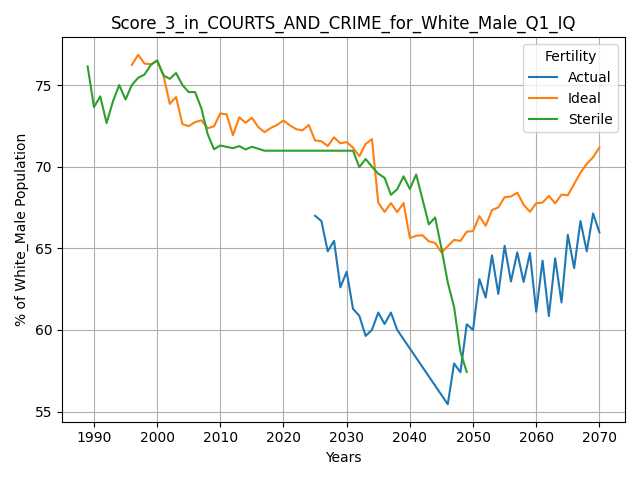 Score_3_in_COURTS_AND_CRIME_for_White_Male_Q1_IQ
Fertility
Actual
Ideal
Sterile
% of White_Male Population
75
70
65
60
55
1990 2000 2010 2020 2030 2040 2050 2060 2070
Years